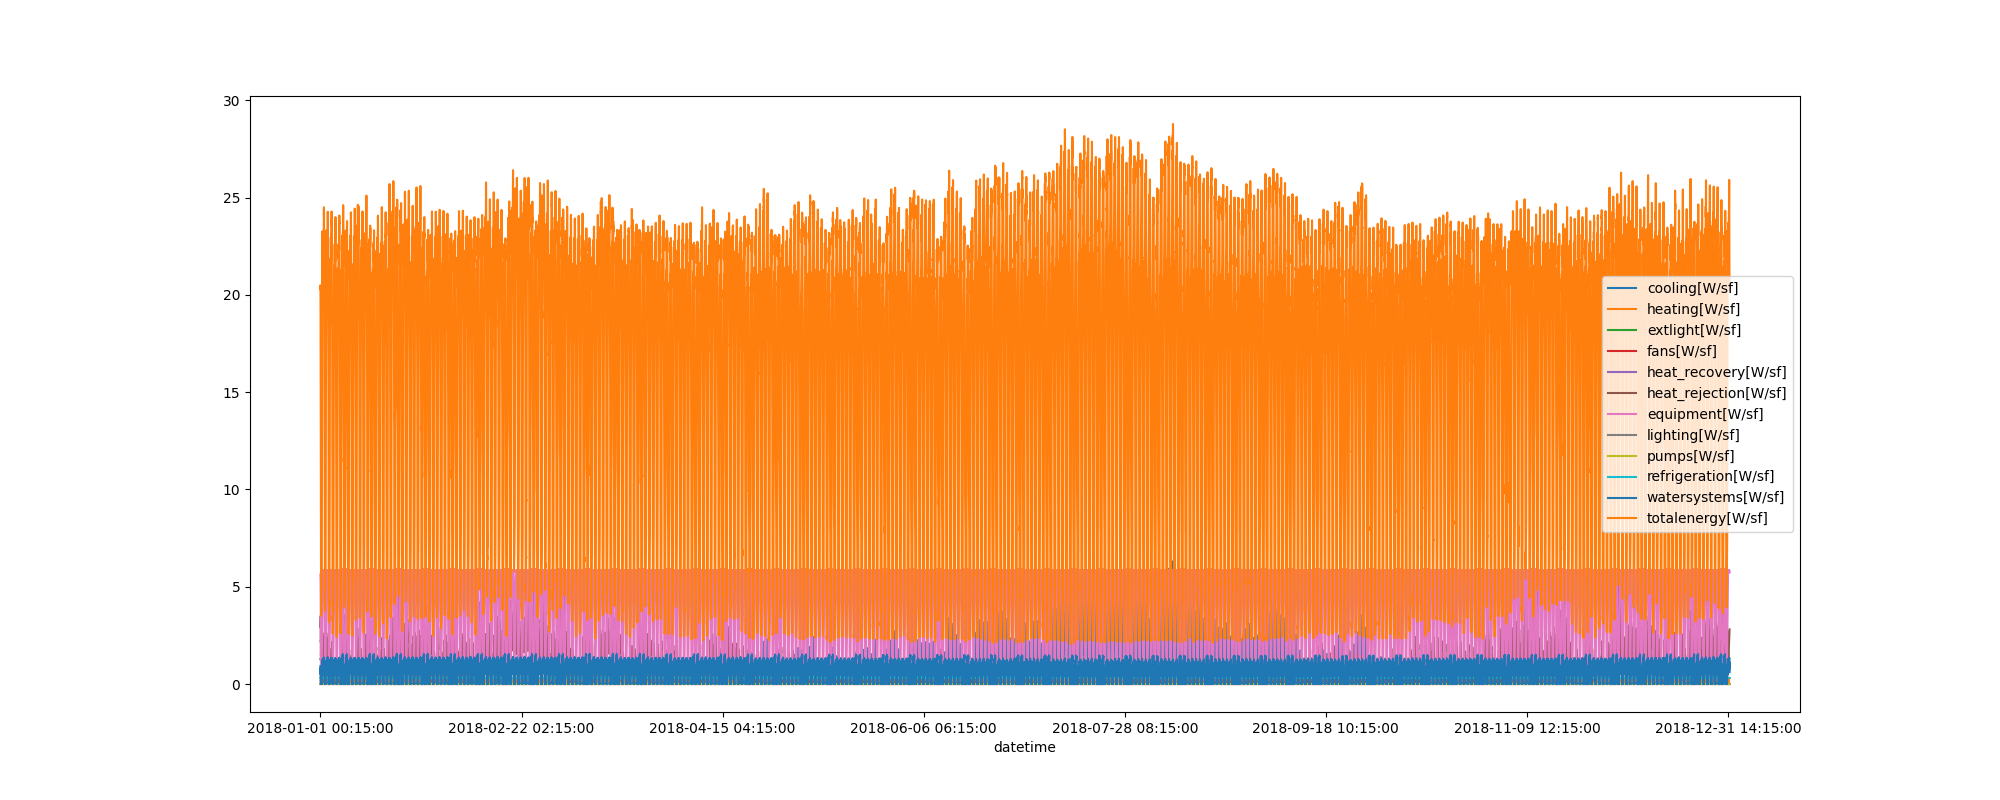 30
25
20
15
10
5
0
cooling[W/sf]
heating[W/sf]
extlight[W/sf]
fans[W/sf]
heat_recovery[W/sf]
heat_rejection[W/sf]
equipment[W/sf]
lighting[W/sf]
pumps[W/sf]
refrigeration[W/sf]
watersystems[W/sf]
totalenergy[W/sf]
2018-01-01 00:15:00 2018-02-22 02:15:00 2018-04-15 04:15:00 2018-06-06 06:15:00 2018-07-28 08:15:00 2018-09-18 10:15:00 2018-11-09 12:15:00 2018-12-31 14:15:00
datetime